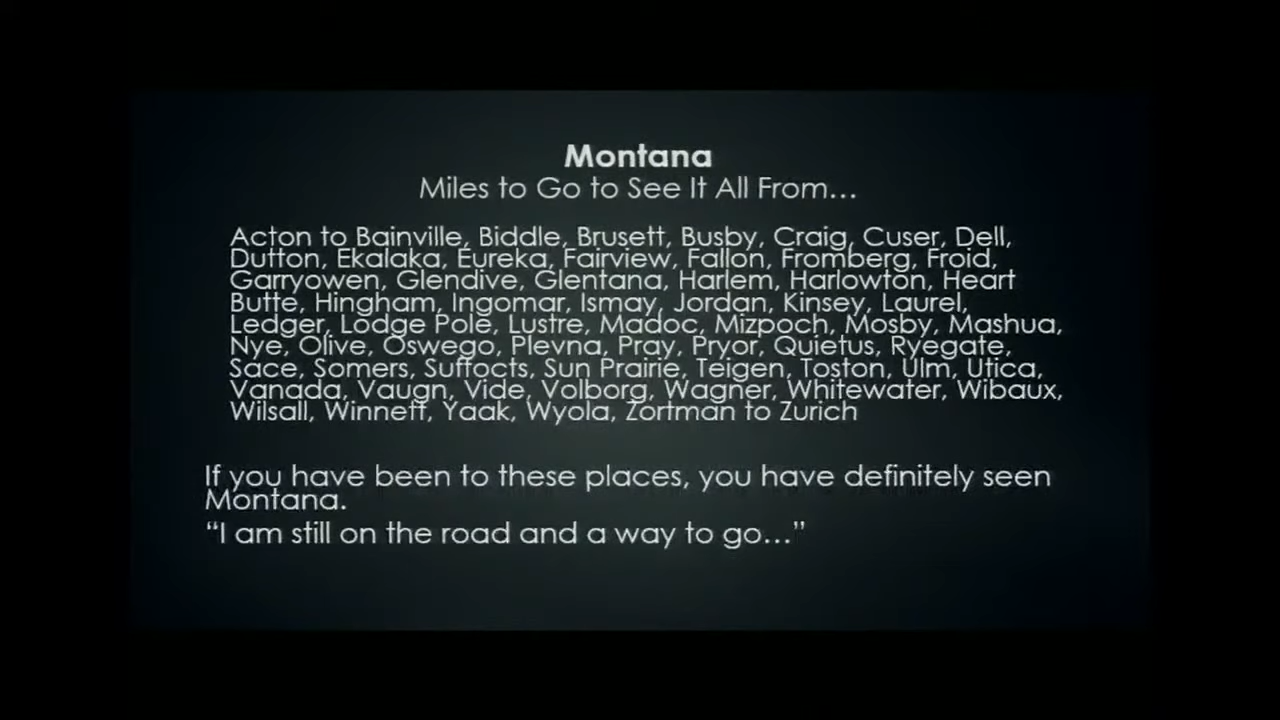 Montana
Miles to Go to See It All From...
Acton to Bainville, Biddle, Brusett, Busby, Craig, Cuser, Dell,
Dutton, Ekalaka, Eureka, Fairview, Fallon, Fromberg, Froid,
Garryowen, Glendive, Glentana, Harlem, Harlowton, Heart
Butte, Hingham, Ingomar, Ismay, Jordan, Kinsey, Laurel,
Ledger, Lodge Pole, Lustre, Madoc, Mizpoch, Mosby, Mashua,
Nye, Olive, Oswego, Plevna, Pray, Pryor, Quietus, Ryegate,
Sace, Somers, Suffocts, Sun Prairie, Teigen, Toston, Ulm, Utica,
Vanada, Vaugn, Vide, Volborg, Wagner, Whitewater, Wibaux,
Wilsall, Winnett, Yaak, Wyola, Zortman to Zurich
If you have been to these places, you have definitely seen
Montana.
“I am still on the road and a way to go...”